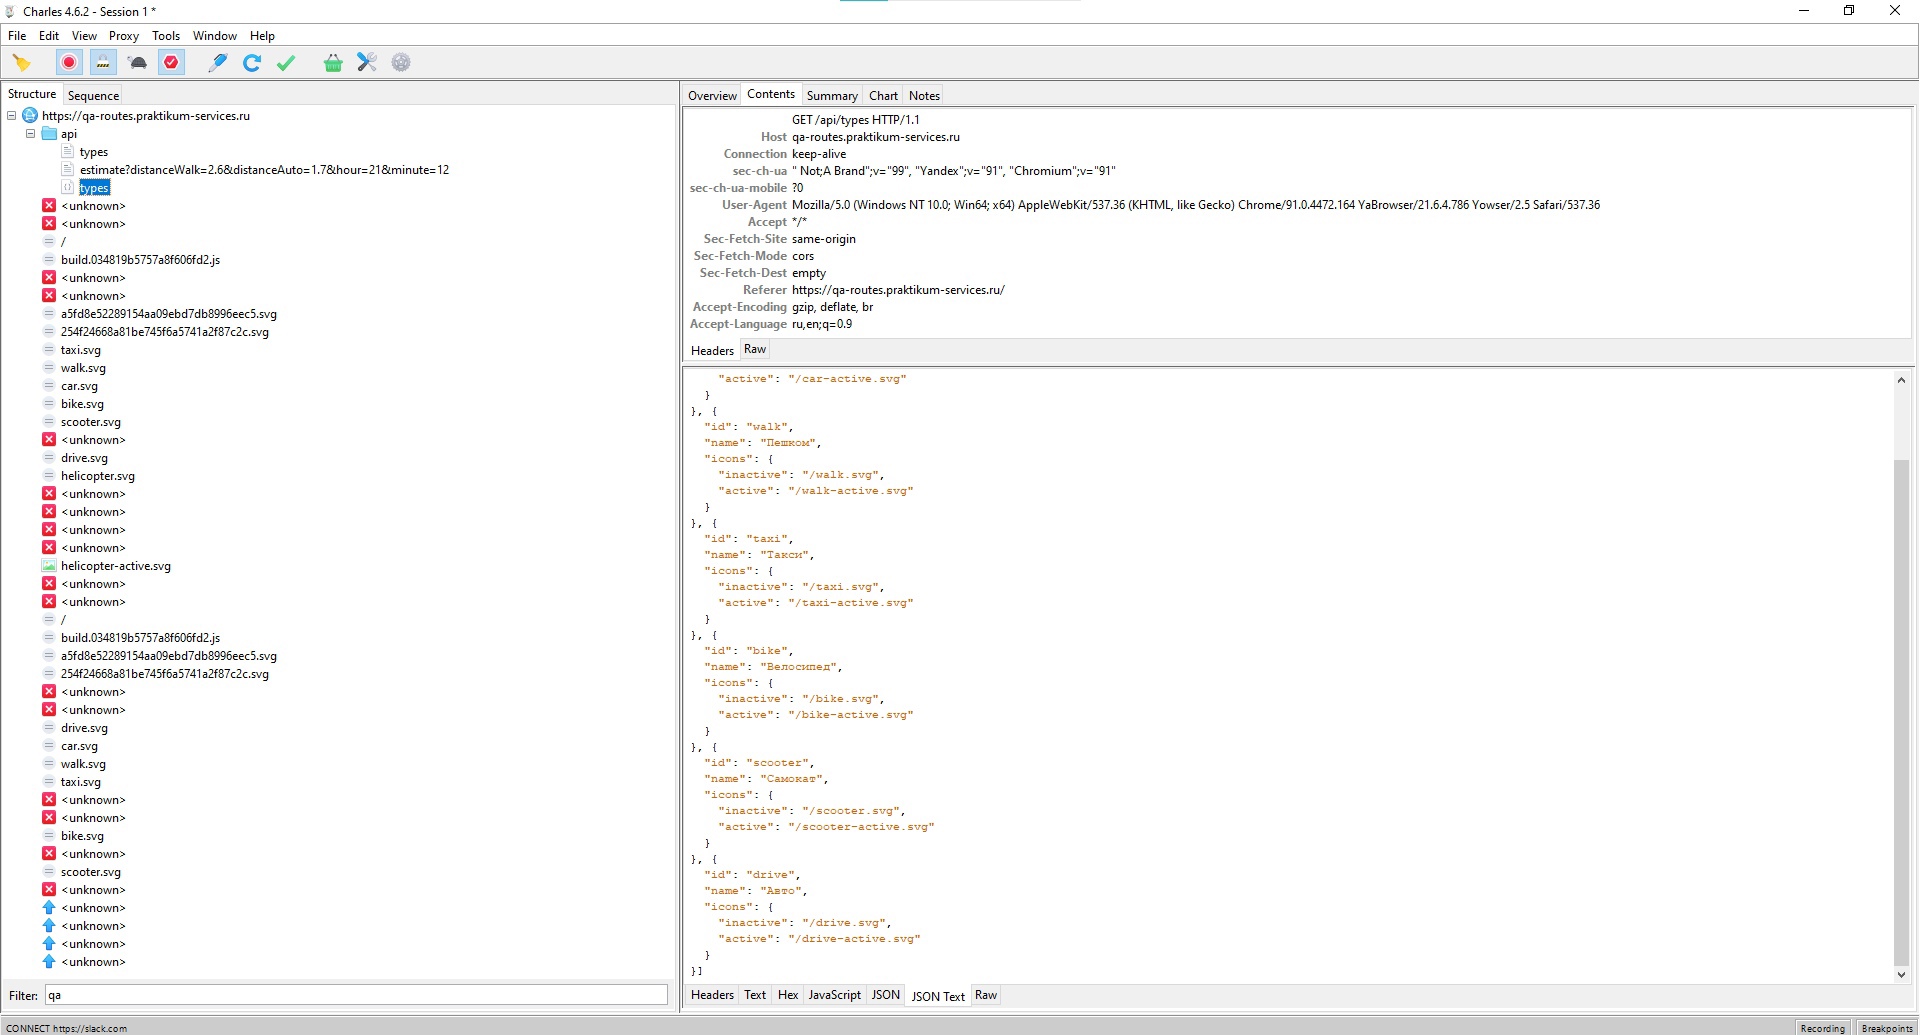 Charles 4.6.2 - Session 1 *
File Edit View Proxy Tools Window Help
Structure Sequence
https://qa-routes.praktikum-services.ru
api
types
estimate?distanceWalk=2.6&distanceAuto=1.7&hour=21&minute=12
types
<unknown>
<unknown>
/
build.034819b5757a8f606fd2.js
<unknown>
<unknown>
a5fd8e52289154aa09ebd7db8996eec5.svg
254f24668a81be745f6a5741a2f87c2c.svg
taxi.svg
walk.svg
car.svg
bike.svg
scooter.svg
<unknown>
drive.svg
helicopter.svg
<unknown>
<unknown>
<unknown>
<unknown>
helicopter-active.svg
<unknown>
<unknown>
/
build.034819b5757a8f606fd2.js
a5fd8e52289154aa09ebd7db8996eec5.svg
254f24668a81be745f6a5741a2f87c2c.svg
<unknown>
<unknown>
drive.svg
car.svg
walk.svg
taxi.svg
<unknown>
<unknown>
bike.svg
<unknown>
scooter.svg
<unknown>
<unknown>
<unknown>
<unknown>
<unknown>
Filter: qa
Overview Contents Summary Chart Notes
GET /api/types HTTP/1.1
Host qa-routes.praktikum-services.ru
Connection keep-alive
sec-ch-ua " Not;A Brand";v="99", "Yandex";v="91", "Chromium";v="91"
sec-ch-ua-mobile ?0
User-Agent Mozilla/5.0 (Windows NT 10.0; Win64; x64) AppleWebKit/537.36 (KHTML, like Gecko) Chrome/91.0.4472.164 YaBrowser/21.6.4.786 Yowser/2.5 Safari/537.36
Accept */*
Sec-Fetch-Site same-origin
Sec-Fetch-Mode cors
Sec-Fetch-Dest empty
Referer https://qa-routes.praktikum-services.ru/
Accept-Encoding gzip, deflate, br
Accept-Language ru,en;q=0.9
Headers Raw
"active": "/car-active.svg"
}
}, {
"id": "walk",
"name": "Пешком",
"icons": {
"inactive": "/walk.svg",
"active": "/walk-active.svg"
}
}, {
"id": "taxi",
"name": "Такси",
"icons": {
"inactive": "/taxi.svg",
"active": "/taxi-active.svg"
}
}, {
"id": "bike",
"name": "Велосипед",
"icons": {
"inactive": "/bike.svg",
"active": "/bike-active.svg"
}
}, {
"id": "scooter",
"name": "Самокат",
"icons": {
"inactive": "/scooter.svg",
"active": "/scooter-active.svg"
}
}, {
"id": "drive",
"name": "Авто",
"icons": {
"inactive": "/drive.svg",
"active": "/drive-active.svg"
}
}]
Headers Text Hex JavaScript JSON JSON Text Raw
CONNECT https://slack.com
Recording Breakpoints